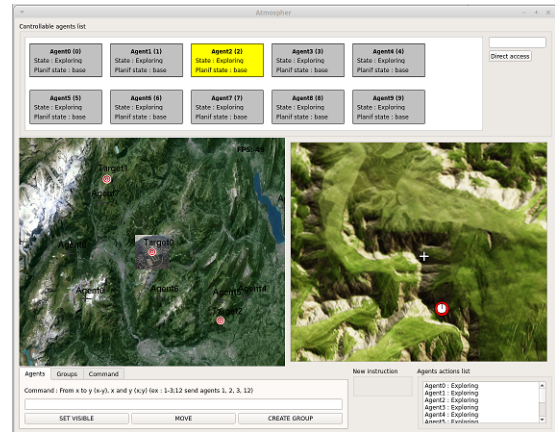 Atmospher
Controllable agents list
Agent0 (0)
State : Exploring
Planif state : base
Agent1 (1)
State : Exploring
Planif state : base
Agent2 (2)
State : Exploring
Planif state : base
Agent3 (3)
State : Exploring
Planif state : base
Agent4 (4)
State : Exploring
Planif state : base
Direct access
Agent5 (5)
State : Exploring
Planif state : base
Agent6 (6)
State : Exploring
Planif state : base
Agent7 (7)
State : Exploring
Planif state : base
Agent8 (8)
State : Exploring
Planif state : base
Agent9 (9)
State : Exploring
Planif state : base
FPS: 49
Target1
Target0
Agent6
Agents Groups Command
Command : From x to y (x-y), x and y (x;y) (ex : 1-3;12 send agents 1, 2, 3, 12)
SET VISIBLE MOVE CREATE GROUP
New instruction
Agents actions list
Agent0 : Exploring
Agent1 : Exploring
Agent2 : Exploring
Agent3 : Exploring
Agent4 : Exploring
Agent5 : Exploring